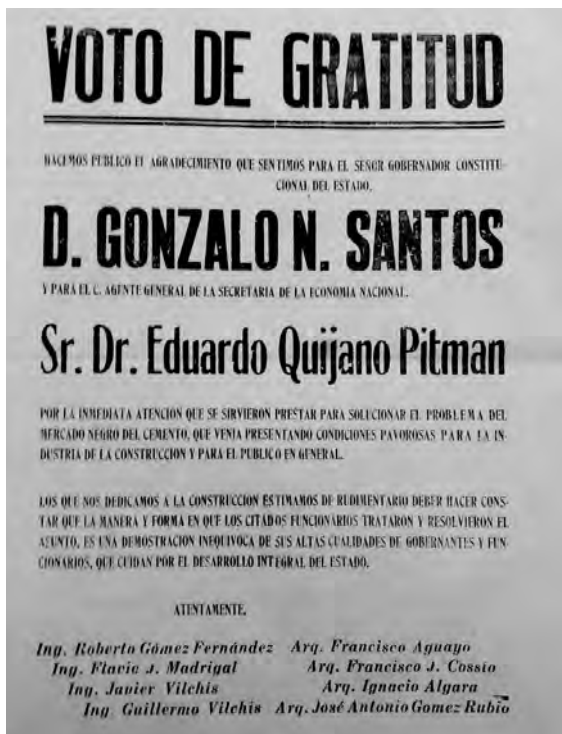 VOTO DE GRATITUD
HACEMOS PUBLICO EL AGRADECIMIENTO QUE SENTIMOS PARA EL SEÑOR GOBERNADOR CONSTITU-
CIONAL DEL ESTADO.
D. GONZALO N. SANTOS
Y PARA EL C. AGENTE GENERAL DE LA SECRETARIA DE LA ECONOMIA NACIONAL.
Sr. Dr. Eduardo Quijano Pitman
POR LA INMEDIATA ATENCION QUE SE SIRVIERON PRESTAR PARA SOLUCIONAR EL PROBLEMA DEL
MERCADO NEGRO DEL CEMENTO, QUE VENIA PRESENTANDO CONDICIONES PAVOROSAS PARA LA IN-
DUSTRIA DE LA CONSTRUCCION Y PARA EL PUBLICO EN GENERAL.
LOS QUE NOS DEDICAMOS A LA CONSTRUCCION ESTIMAMOS DE RUDIMENTARIO DEBER HACER CONS-
TAR QUE LA MANERA Y FORMA EN QUE LOS CITADOS FUNCIONARIOS TRATARON Y RESOLVIERON EL
ASUNTO, ES UNA DEMOSTRACION INEQUIVOCA DE SUS ALTAS CUALIDADES DE GOBERNANTES Y FUN-
CIONARIOS, QUE CUIDAN POR EL DESARROLLO INTEGRAL DEL ESTADO.
ATENTAMENTE.
Ing. Roberto Gómez Fernández Arq. Francisco Aguayo
Ing. Flavio J. Madrigal Arq. Francisco J. Cossio
Ing. Javier Vilchis Arq. Ignacio Algara
Ing Guillermo Vilchis Arq. José Antonio Gomez Rubio